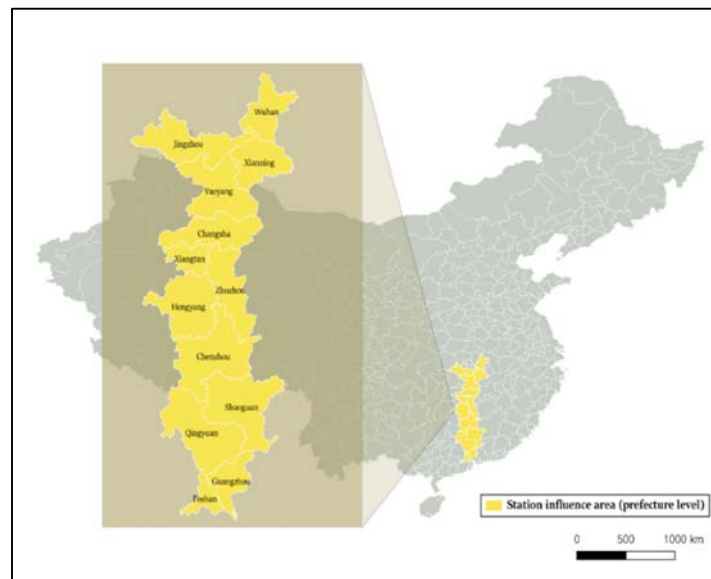 Wuhan
Jingzhou
Xianning
Yueyang
Changsha
Xiangtan
Zhuzhou
Hengyang
Chenzhou
Shaoguan
Qingyuan
Guangzhou
Foshan
Station influence area (prefecture level)
0 500 1000 km